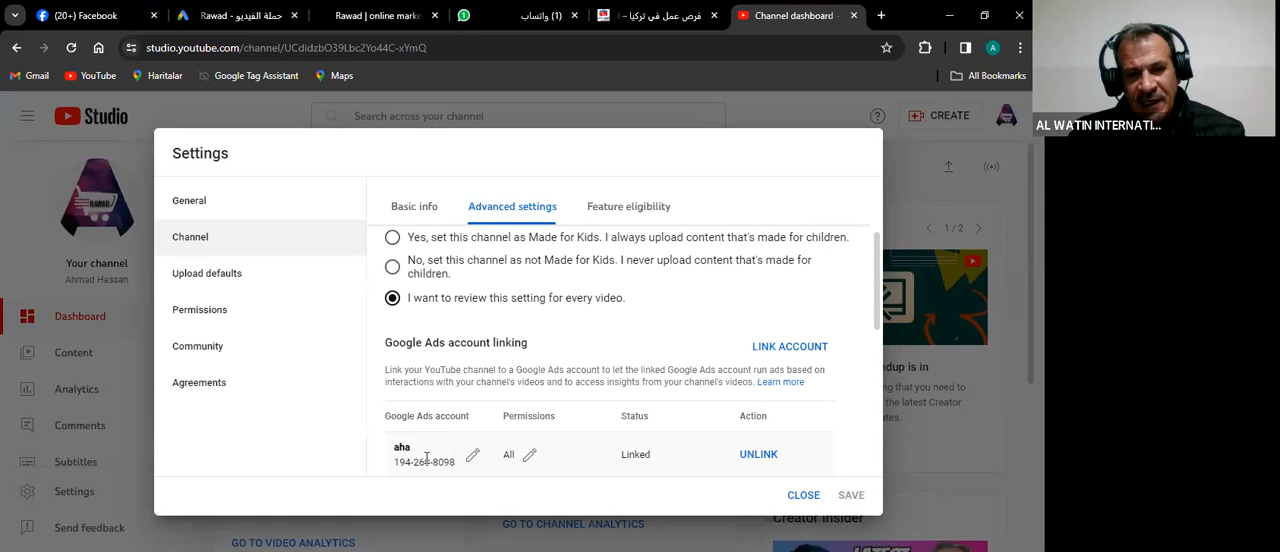 (20+) Facebook
حملة الفيديو - Rawad
Rawad | online marke
(1) واتساب
فرص عمل في تركيا – ا
Channel dashboard -
studio.youtube.com/channel/UCdIdzbO39Lbc2Yo44C-xYmQ
A
Gmail
YouTube
Haritalar
Google Tag Assistant
Maps
All Bookmarks
AL WATIN INTERNATI...
Studio
Search across your channel
CREATE
RAWAD
Your channel
Ahmad Hassan
Dashboard
Content
Analytics
Comments
Subtitles
Settings
Send feedback
Settings
General
Channel
Upload defaults
Permissions
Community
Agreements
Basic info
Advanced settings
Feature eligibility
Yes, set this channel as Made for Kids. I always upload content that's made for children.
No, set this channel as not Made for Kids. I never upload content that's made for
children.
I want to review this setting for every video.
Google Ads account linking
LINK ACCOUNT
Link your YouTube channel to a Google Ads account to let the linked Google Ads account run ads based on
interactions with your channel's videos and to access insights from your channel's videos. Learn more
Google Ads account
Permissions
Status
Action
aha
194-268-8098
All
Linked
UNLINK
CLOSE
SAVE
1 / 2
ndup is in
ing that you need to
the latest Creator
GO TO VIDEO ANALYTICS
GO TO CHANNEL ANALYTICS
Creator Insider